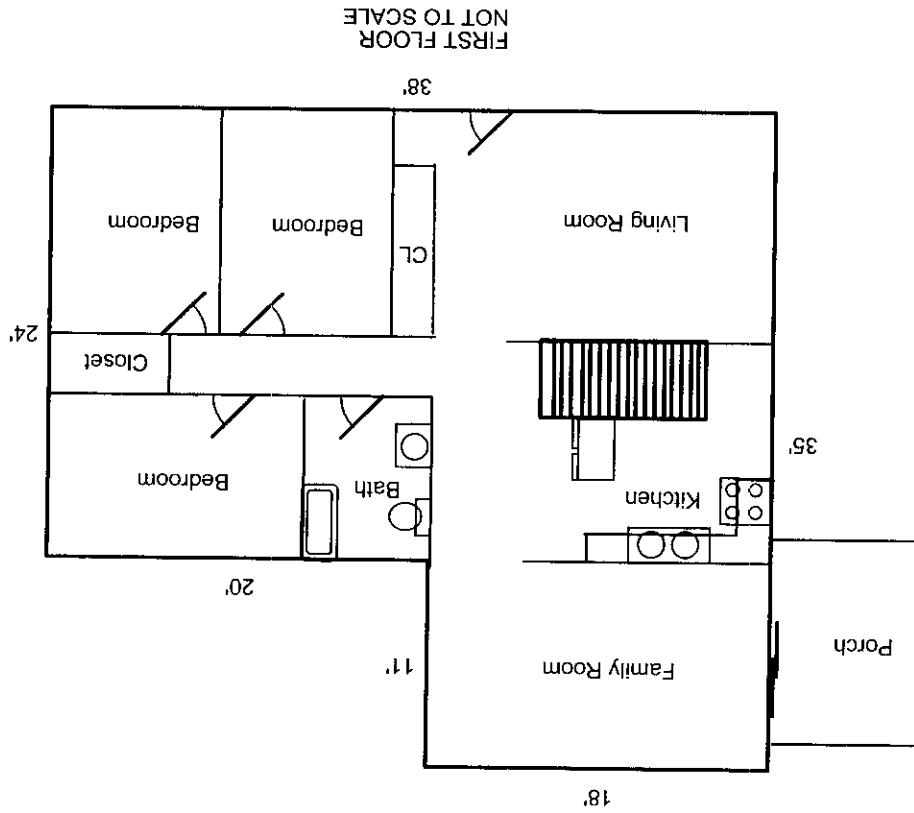 18'
Porch
Family Room
11'
20'
Kitchen
35'
Bath
Bedroom
Closet
24'
Living Room
CL
Bedroom
Bedroom
38'
FIRST FLOOR
NOT TO SCALE